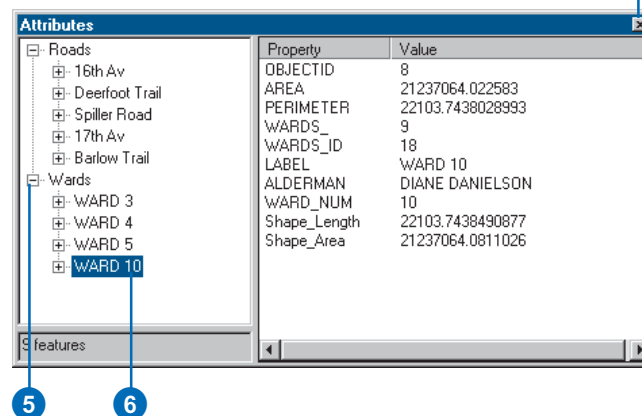 Attributes
Roads
16th Av
Deerfoot Trail
Spiller Road
17th Av
Barlow Trail
Wards
WARD 3
WARD 4
WARD 5
WARD 10
9 features
Property Value
OBJECTID 8
AREA 21237064.022583
PERIMETER 22103.7438028993
WARDS_ 9
WARDS_ID 18
LABEL WARD 10
ALDERMAN DIANE DANIELSON
WARD_NUM 10
Shape_Length 22103.7438490877
Shape_Area 21237064.0811026
5 6